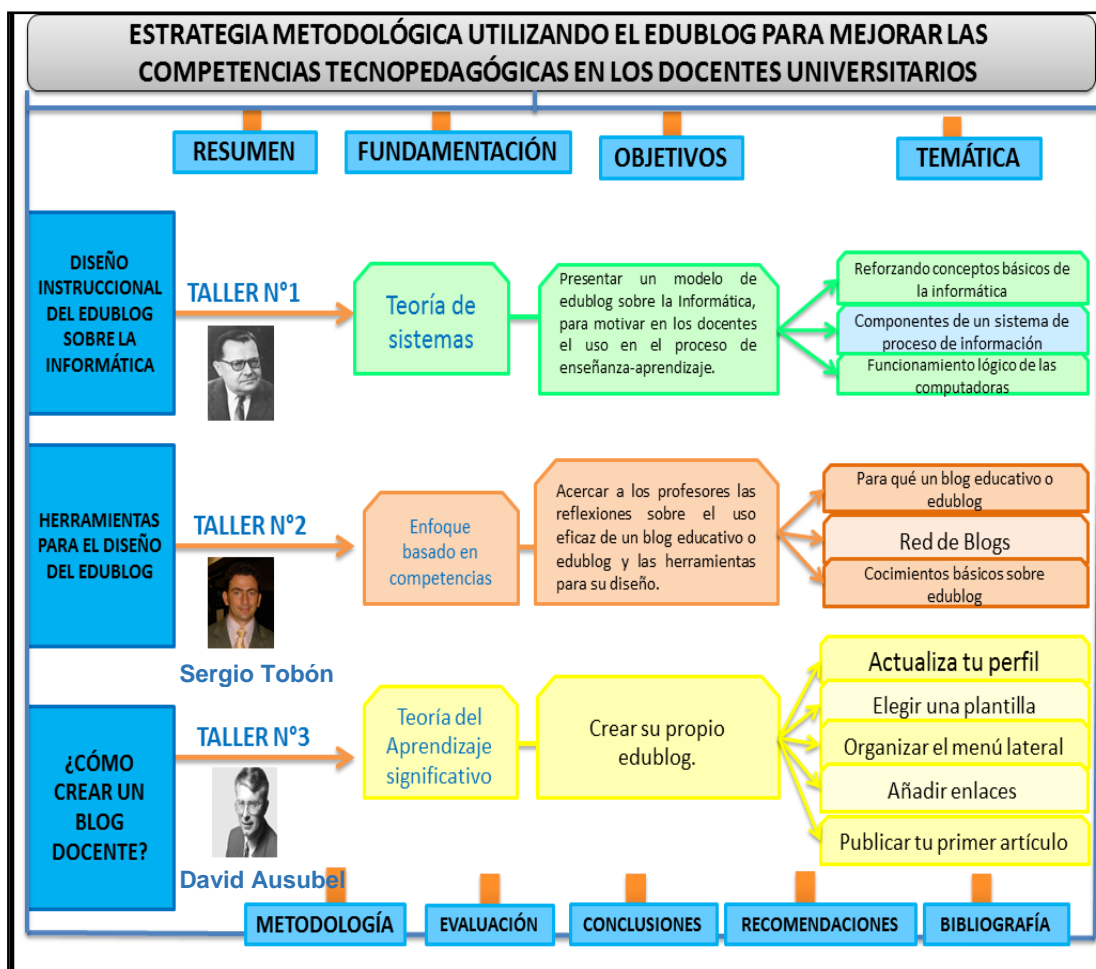 ESTRATEGIA METODOLÓGICA UTILIZANDO EL EDUBLOG PARA MEJORAR LAS
COMPETENCIAS TECNOPEDAGÓGICAS EN LOS DOCENTES UNIVERSITARIOS
RESUMEN
FUNDAMENTACIÓN
OBJETIVOS
TEMÁTICA
DISEÑO
INSTRUCCIONAL
DEL EDUBLOG
SOBRE LA
INFORMÁTICA
TALLER N°1
Teoría de
sistemas
Presentar un modelo de
edublog sobre la Informática,
para motivar en los docentes
el uso en el proceso de
enseñanza-aprendizaje.
Reforzando conceptos básicos de
la informática
Componentes de un sistema de
proceso de información
Funcionamiento lógico de las
computadoras
HERRAMIENTAS
PARA EL DISEÑO
DEL EDUBLOG
TALLER N°2
Sergio Tobón
Enfoque
basado en
competencias
Acercar a los profesores las
reflexiones sobre el uso
eficaz de un blog educativo o
edublog y las herramientas
para su diseño.
Para qué un blog educativo o
edublog
Red de Blogs
Cocimientos básicos sobre
edublog
¿CÓMO
CREAR UN
BLOG
DOCENTE?
TALLER N°3
David Ausubel
Teoría del
Aprendizaje
significativo
Crear su propio
edublog.
Actualiza tu perfil
Elegir una plantilla
Organizar el menú lateral
Añadir enlaces
Publicar tu primer artículo
METODOLOGÍA
EVALUACIÓN
CONCLUSIONES
RECOMENDACIONES
BIBLIOGRAFÍA